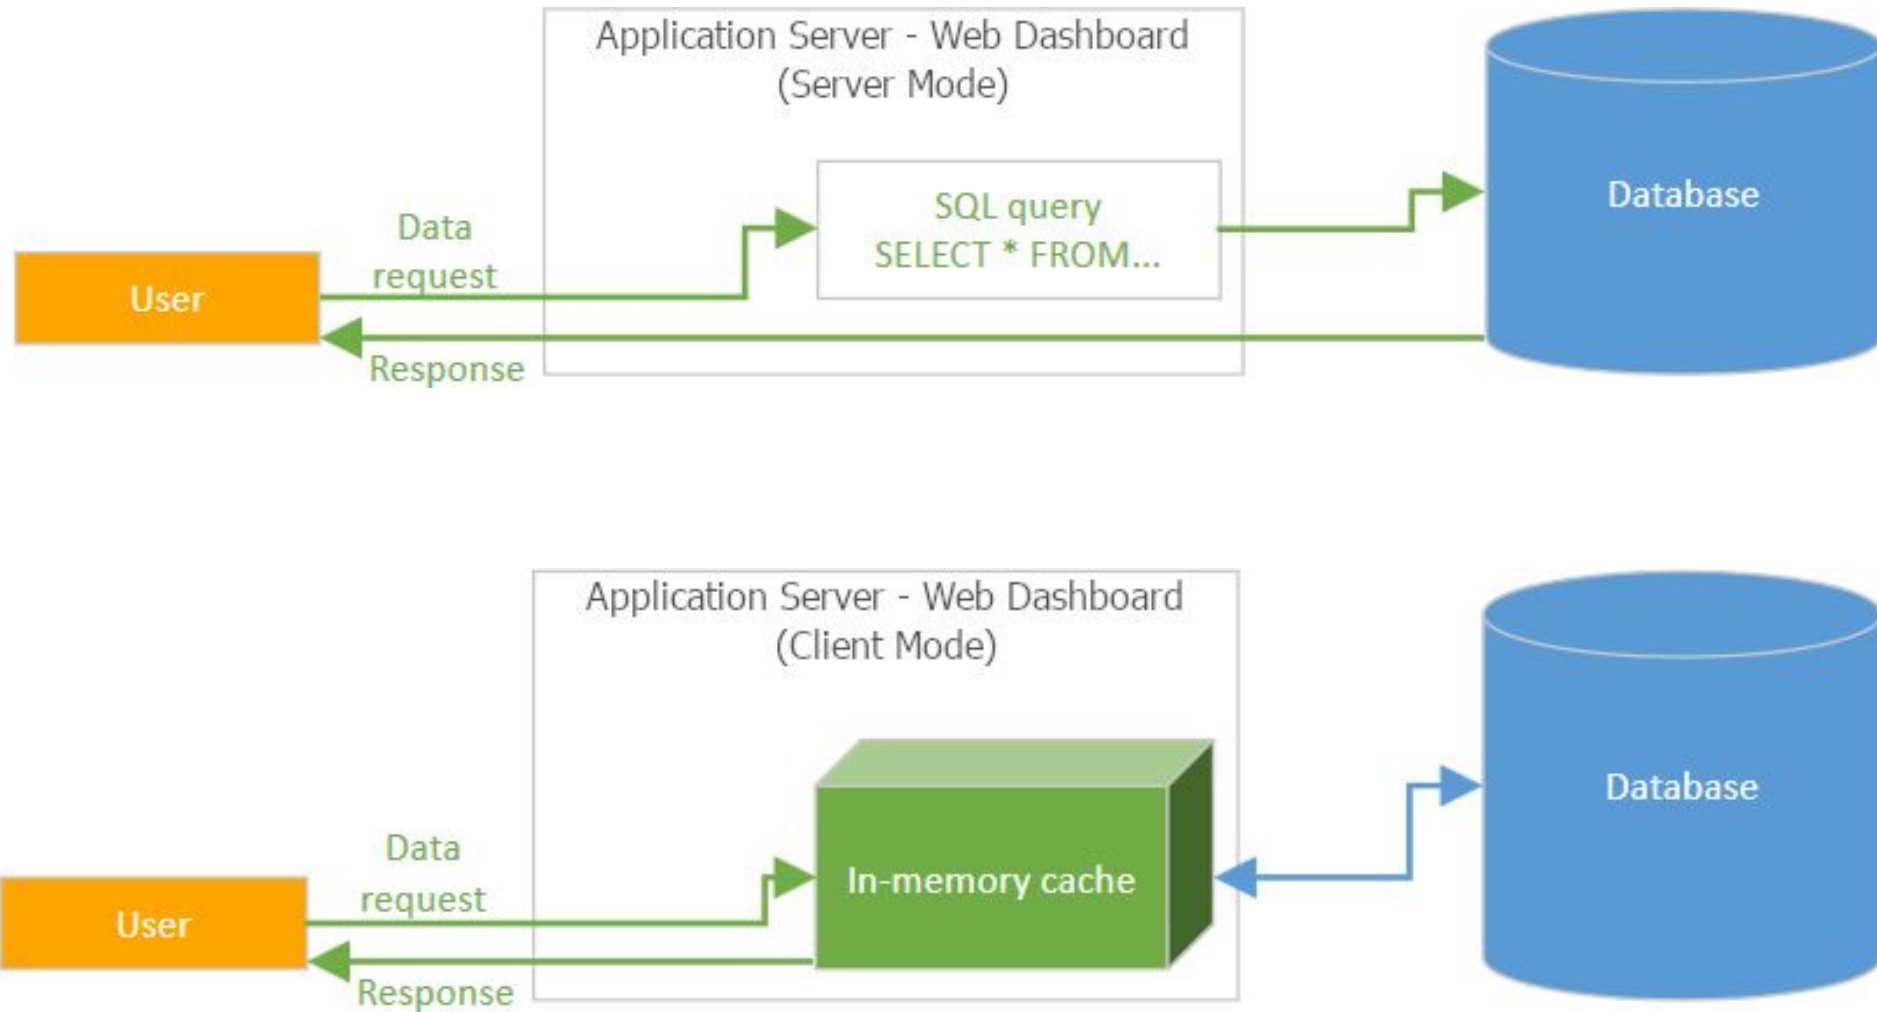 Application Server - Web Dashboard
(Server Mode)
SQL query
SELECT * FROM...
Database
Data
request
User
Response
Application Server - Web Dashboard
(Client Mode)
In-memory cache
Database
Data
request
User
Response